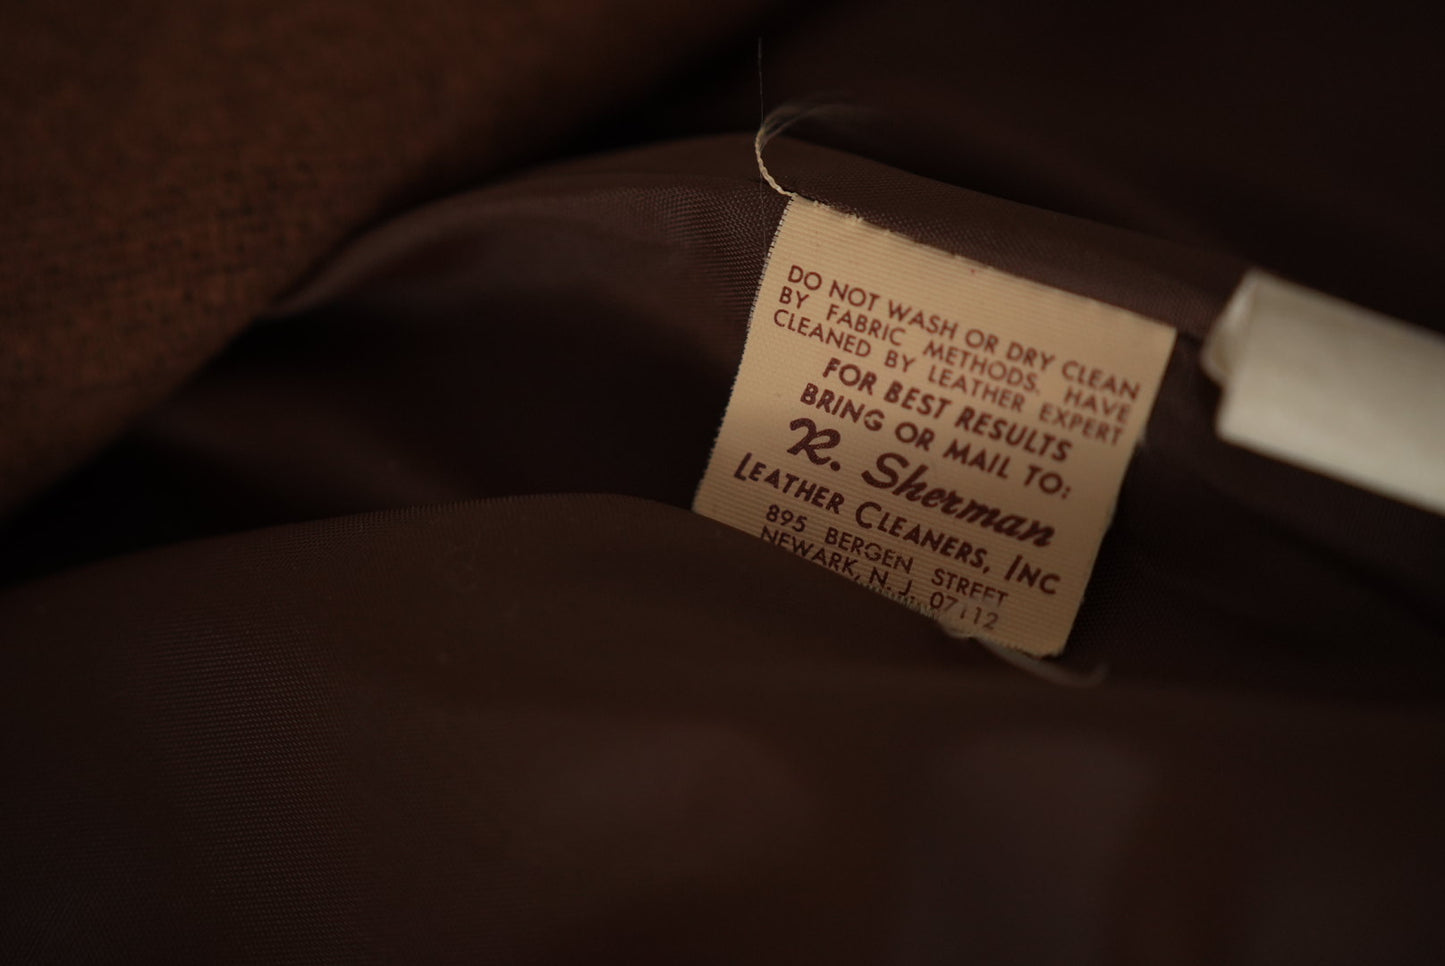 DO NOT WASH OR DRY CLEAN
BY FABRIC METHODS. HAVE
CLEANED BY LEATHER EXPERT
FOR BEST RESULTS
BRING OR MAIL TO:
R. Sherman
LEATHER CLEANERS, INC
895 BERGEN STREET
NEWARK, N. J. 07112